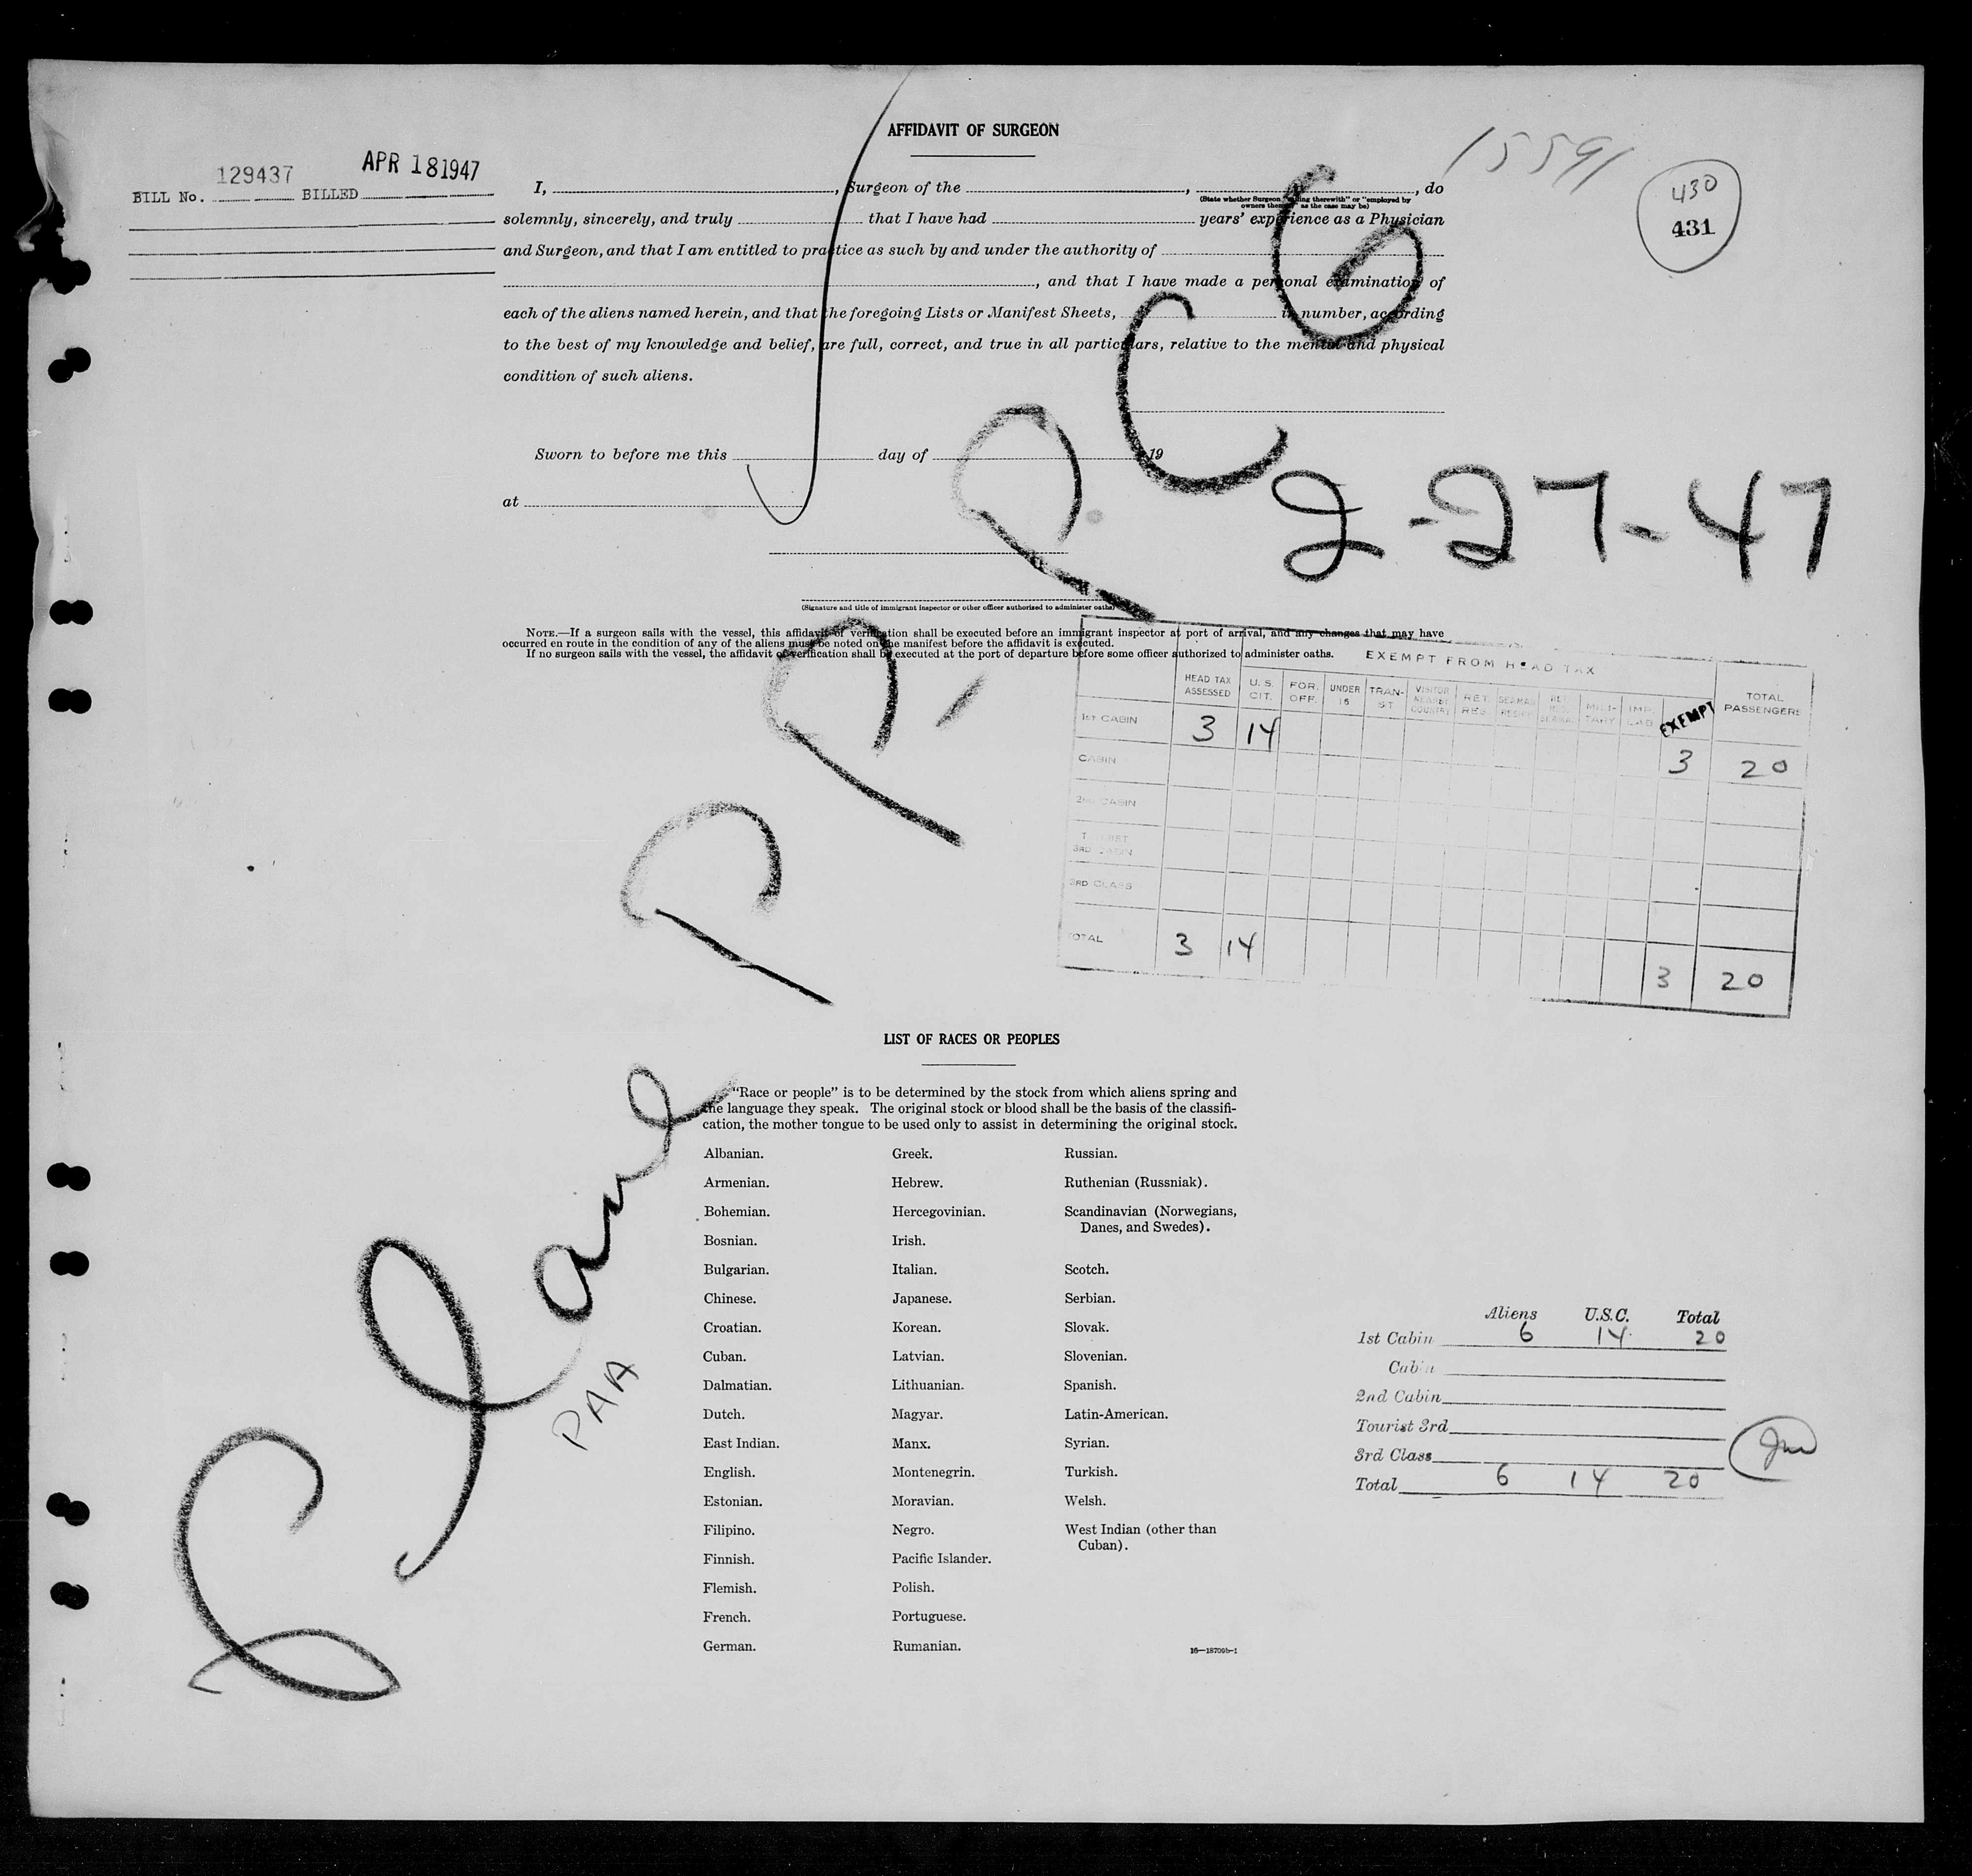 AFFIDAVIT OF SURGEON
15591
430
431
BILL No. 129437 BILLED APR 18 1947
I, , Surgeon of the , , do
(State whether Surgeon "sailing therewith" or "employed by
owners thereof" as the case may be)
solemnly, sincerely, and truly that I have had years' experience as a Physician
and Surgeon, and that I am entitled to practice as such by and under the authority of
, and that I have made a personal examination of
each of the aliens named herein, and that the foregoing Lists or Manifest Sheets, in number, according
to the best of my knowledge and belief, are full, correct, and true in all particulars, relative to the mental and physical
condition of such aliens.
Sworn to before me this day of 19
at
2-27-47
(Signature and title of immigrant inspector or other officer authorized to administer oaths)
NOTE.—If a surgeon sails with the vessel, this affidavit of verification shall be executed before an immigrant inspector at port of arrival, and any changes that may have
occurred en route in the condition of any of the aliens must be noted on the manifest before the affidavit is executed.
If no surgeon sails with the vessel, the affidavit of verification shall be executed at the port of departure before some officer authorized to administer oaths.
EXEMPT FROM HEAD TAX
HEAD TAX ASSESSED U. S. CIT. FOR. OFF. UNDER 16 TRAN- ST VISITOR NEARBY COUNTRY RET. RES. SEAMAN MILI- TARY IMP. LAB EXEMPT TOTAL PASSENGERS
1st CABIN 3 14 3 20
CABIN
2nd CABIN
3RD CABIN
3RD CLASS
TOTAL 3 14 3 20
Plane
PAA
LIST OF RACES OR PEOPLES
"Race or people" is to be determined by the stock from which aliens spring and
the language they speak. The original stock or blood shall be the basis of the classifi-
cation, the mother tongue to be used only to assist in determining the original stock.
Albanian. Greek. Russian.
Armenian. Hebrew. Ruthenian (Russniak).
Bohemian. Hercegovinian. Scandinavian (Norwegians,
Danes, and Swedes).
Bosnian. Irish.
Bulgarian. Italian. Scotch.
Chinese. Japanese. Serbian.
Croatian. Korean. Slovak.
Cuban. Latvian. Slovenian.
Dalmatian. Lithuanian. Spanish.
Dutch. Magyar. Latin-American.
East Indian. Manx. Syrian.
English. Montenegrin. Turkish.
Estonian. Moravian. Welsh.
Filipino. Negro. West Indian (other than
Cuban).
Finnish. Pacific Islander.
Flemish. Polish.
French. Portuguese.
German. Rumanian.
16—18709b-1
Aliens U.S.C. Total
1st Cabin 6 14 20
Cabin
2nd Cabin
Tourist 3rd
3rd Class
Total 6 14 20